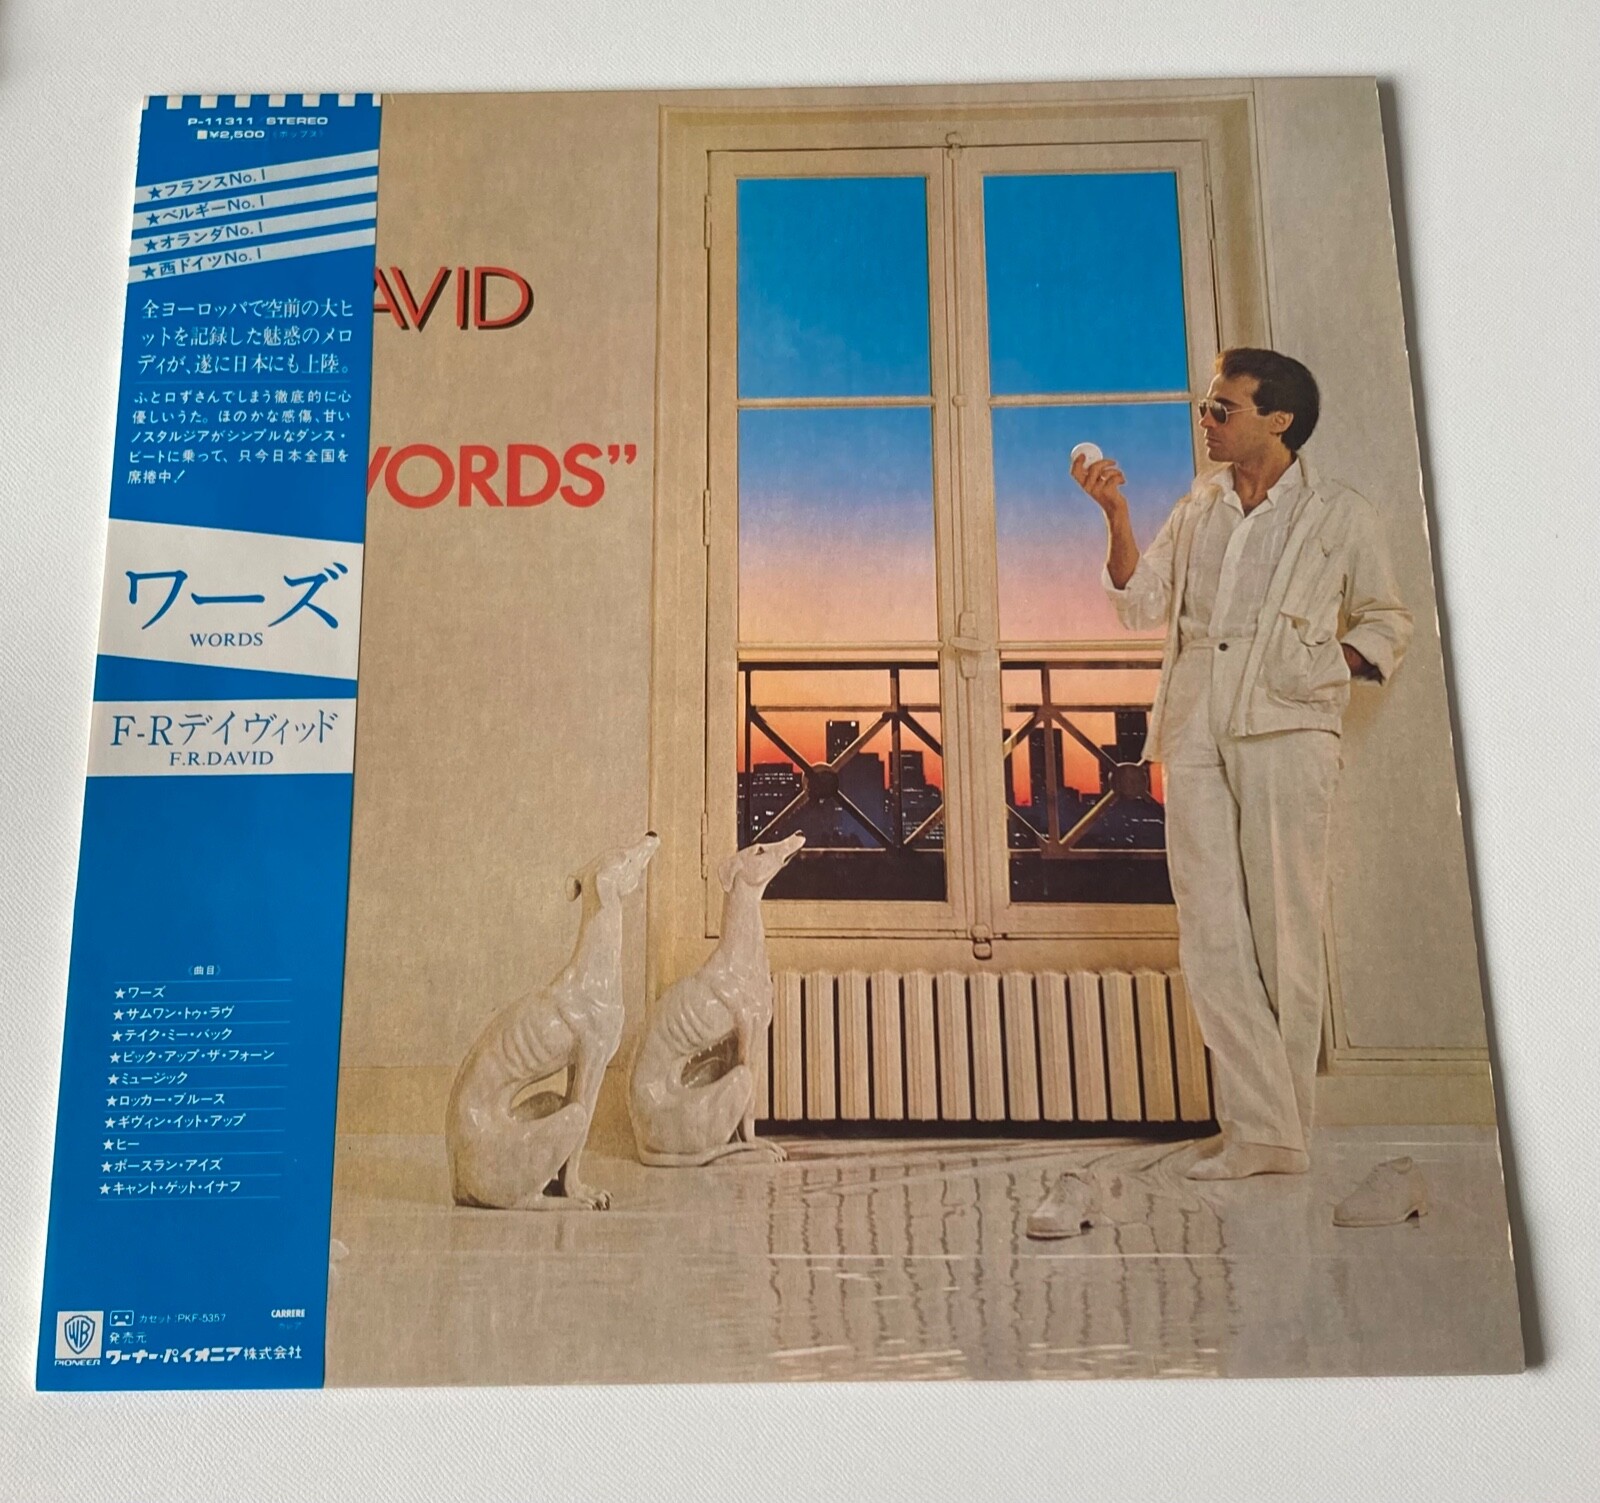 P-11311 STEREO
¥2,500 (ポップス)
★フランスNo.1
★ベルギーNo.1
★オランダNo.1
★西ドイツNo.1
全ヨーロッパで空前の大ヒ
ットを記録した魅惑のメロ
ディが、遂に日本にも上陸。
ふと口ずさんでしまう徹底的に心
優しいうた。ほのかな感傷、甘い
ノスタルジアがシンプルなダンス・
ビートに乗って、只今日本全国を
席捲中!
ワーズ
WORDS
F-Rデイヴィッド
F.R.DAVID
《曲目》
★ワーズ
★サムワン・トゥ・ラヴ
★テイク・ミー・バック
★ピック・アップ・ザ・フォーン
★ミュージック
★ロッカー・ブルース
★ギヴィン・イット・アップ
★ヒー
★ポースラン・アイズ
★キャント・ゲット・イナフ
カセット:PKF-5357
CARRERE
発売元
WB
PIONEER
ワーナー・パイオニア株式会社
AVID
ORDS”